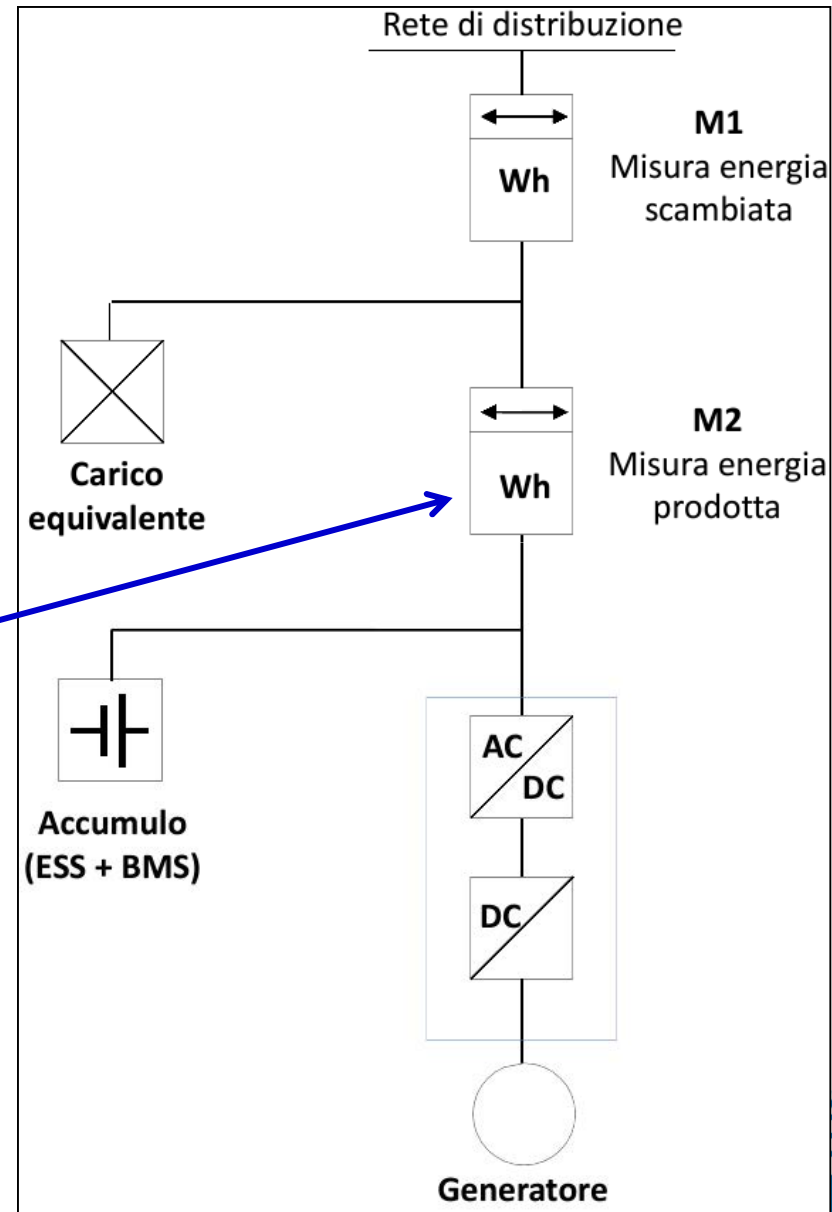 Rete di distribuzione
M1
Misura energia
scambiata
Wh
Carico
equivalente
M2
Misura energia
prodotta
Wh
Accumulo
(ESS + BMS)
AC
DC
DC
Generatore